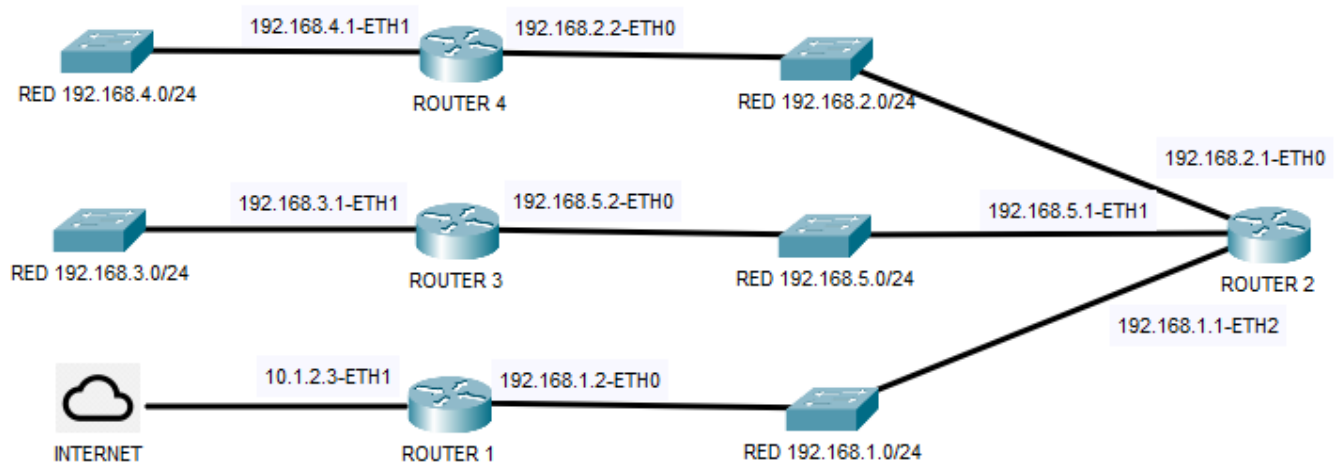 192.168.4.1-ETH1
192.168.2.2-ETH0
RED 192.168.4.0/24
ROUTER 4
RED 192.168.2.0/24
192.168.2.1-ETH0
192.168.3.1-ETH1
192.168.5.2-ETH0
192.168.5.1-ETH1
RED 192.168.3.0/24
ROUTER 3
RED 192.168.5.0/24
ROUTER 2
192.168.1.1-ETH2
10.1.2.3-ETH1
192.168.1.2-ETH0
INTERNET
ROUTER 1
RED 192.168.1.0/24